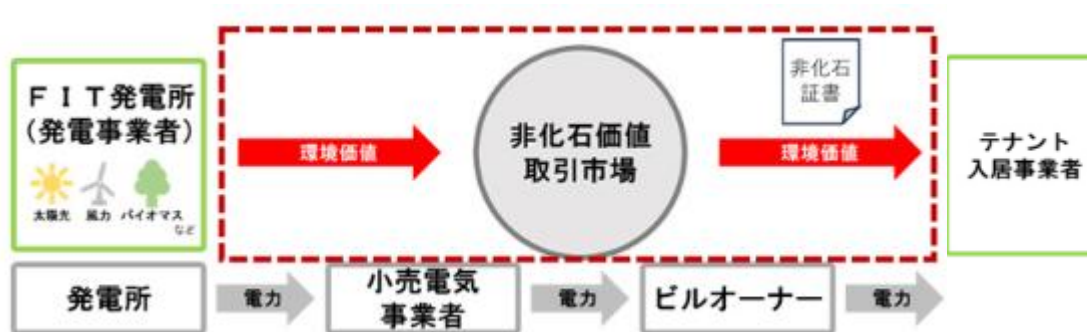 FIT発電所
(発電事業者)
太陽光 風力 バイオマス
など
環境価値
非化石価値
取引市場
非化石
証書
環境価値
テナント
入居事業者
発電所
電力
小売電気
事業者
電力
ビルオーナー
電力